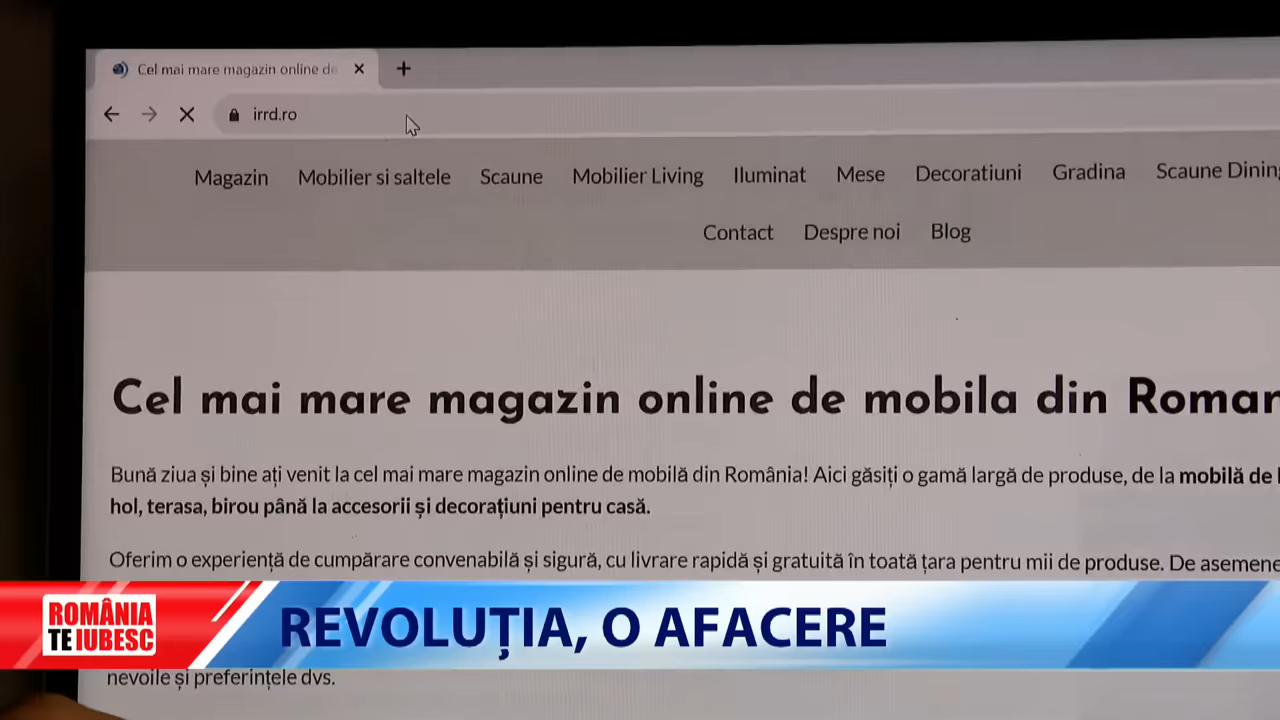 Cel mai mare magazin online de
irrd.ro
Magazin Mobilier si saltele Scaune Mobilier Living Iluminat Mese Decoratiuni Gradina Scaune Dining
Contact Despre noi Blog
Cel mai mare magazin online de mobila din Roman
Bună ziua și bine ați venit la cel mai mare magazin online de mobilă din România! Aici găsiți o gamă largă de produse, de la mobilă de
hol, terasa, birou până la accesorii și decorațiuni pentru casă.
Oferim o experiență de cumpărare convenabilă și sigură, cu livrare rapidă și gratuită în toată țara pentru mii de produse. De asemene
ROMÂNIA
TE IUBESC
REVOLUȚIA, O AFACERE
nevoile și preferințele dvs.